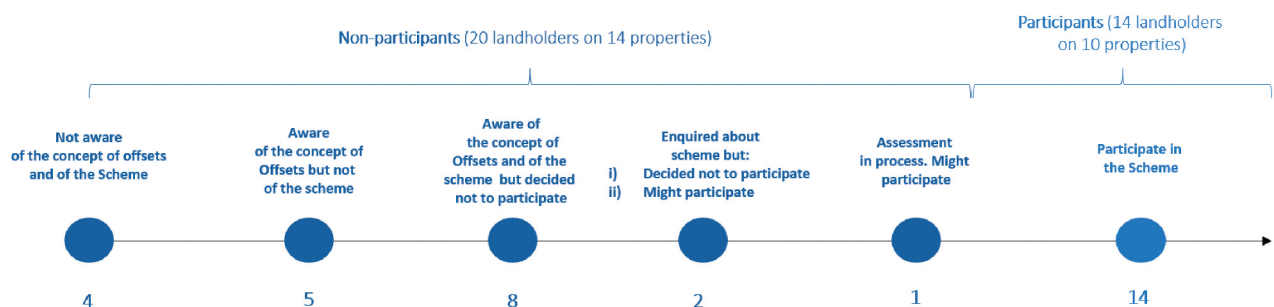 Non-participants (20 landholders on 14 properties)
Participants (14 landholders
on 10 properties)
Not aware
of the concept of offsets
and of the Scheme
Aware
of the concept of
Offsets but not
of the scheme
Aware of
the concept of
Offsets and of the
scheme but decided
not to participate
Enquired about
scheme but:
i) Decided not to participate
ii) Might participate
Assessment
in process. Might
participate
Participate in
the Scheme
4
5
8
2
1
14